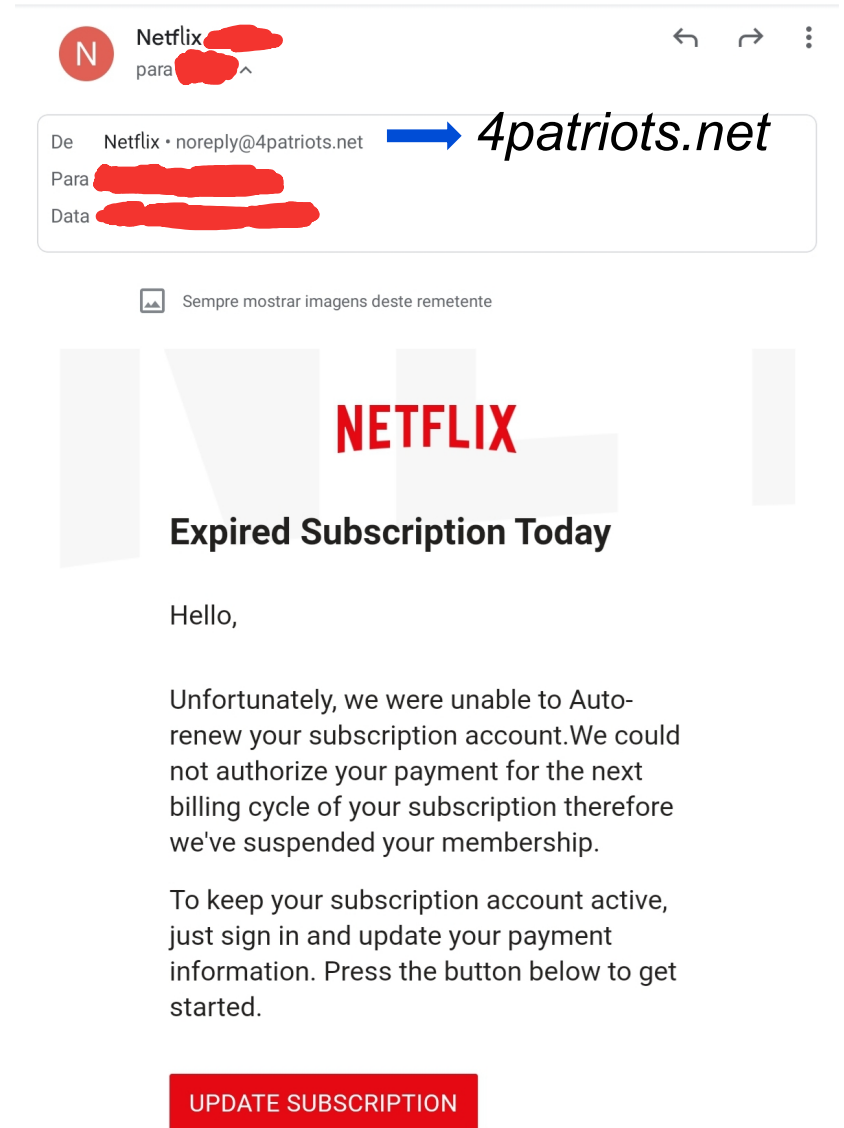 N
Netflix
para
De Netflix • noreply@4patriots.net 4patriots.net
Para
Data
Sempre mostrar imagens deste remetente
NETFLIX
Expired Subscription Today
Hello,
Unfortunately, we were unable to Auto-
renew your subscription account.We could
not authorize your payment for the next
billing cycle of your subscription therefore
we've suspended your membership.
To keep your subscription account active,
just sign in and update your payment
information. Press the button below to get
started.
UPDATE SUBSCRIPTION